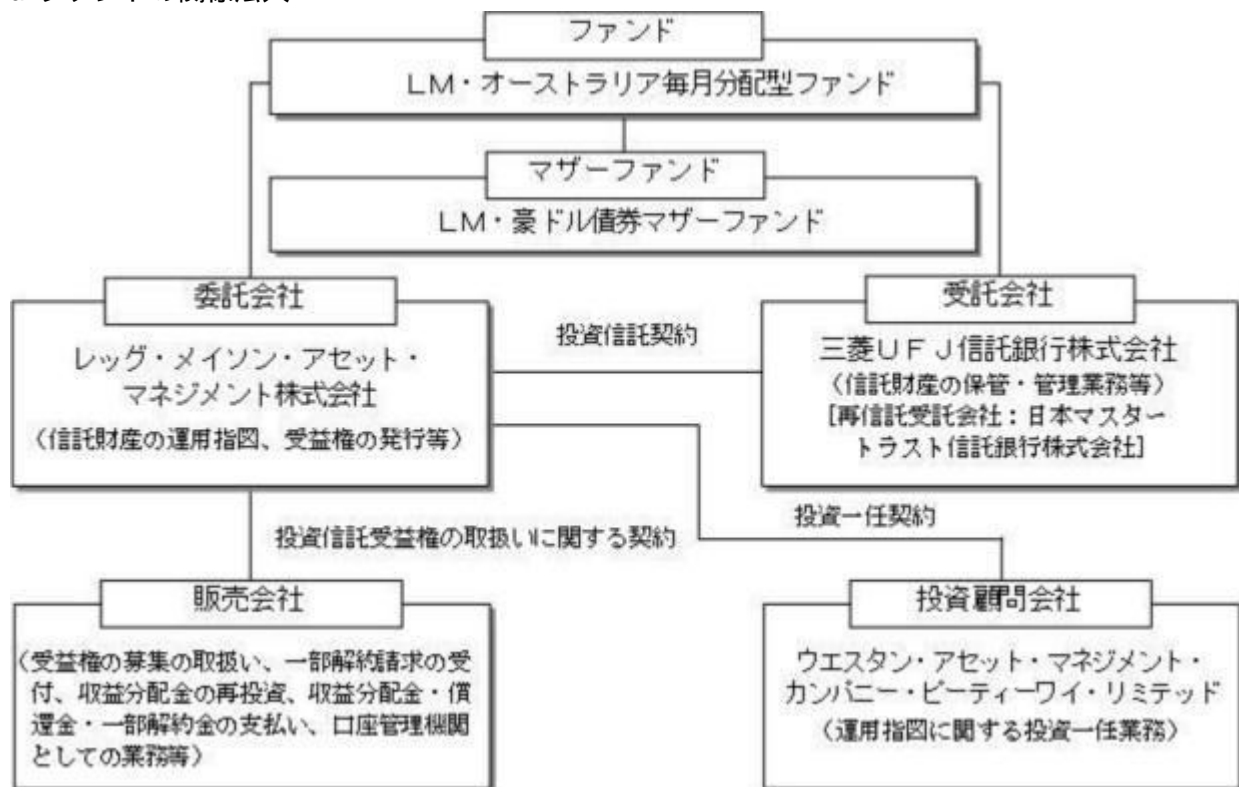 ファンド
LM・オーストラリア毎月分配型ファンド
マザーファンド
LM・豪ドル債券マザーファンド
委託会社
レッグ・メイソン・アセット・
マネジメント株式会社
（信託財産の運用指図、受益権の発行等）
投資信託契約
受託会社
三菱UFJ信託銀行株式会社
（信託財産の保管・管理業務等）
[再信託受託会社：日本マスター
トラスト信託銀行株式会社]
投資信託受益権の取扱いに関する契約
投資一任契約
販売会社
（受益権の募集の取扱い、一部解約請求の受
付、収益分配金の再投資、収益分配金・償
還金・一部解約金の支払い、口座管理機関
としての業務等）
投資顧問会社
ウエスタン・アセット・マネジメント・
カンパニー・ピーティーワイ・リミテッド
（運用指図に関する投資一任業務）